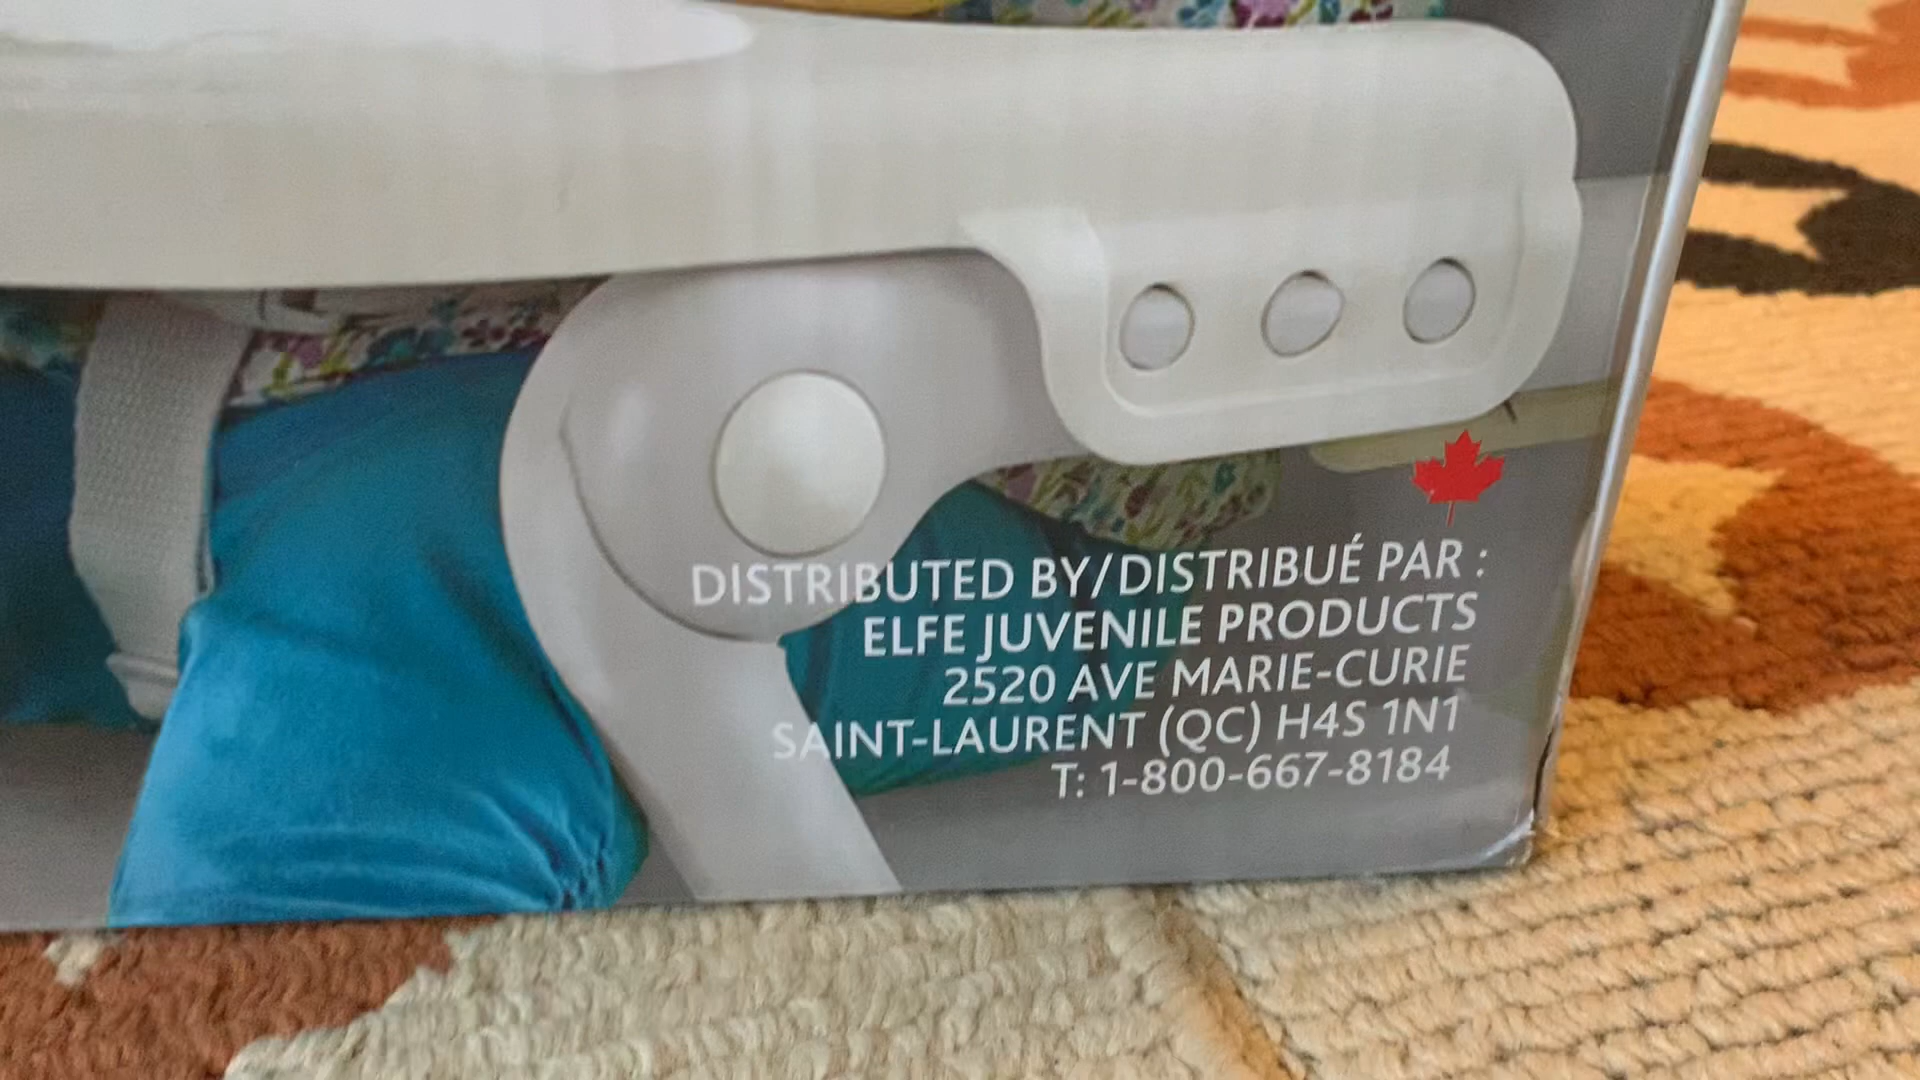 DISTRIBUTED BY/DISTRIBUÉ PAR :
ELFE JUVENILE PRODUCTS
2520 AVE MARIE-CURIE
SAINT-LAURENT (QC) H4S 1N1
T: 1-800-667-8184